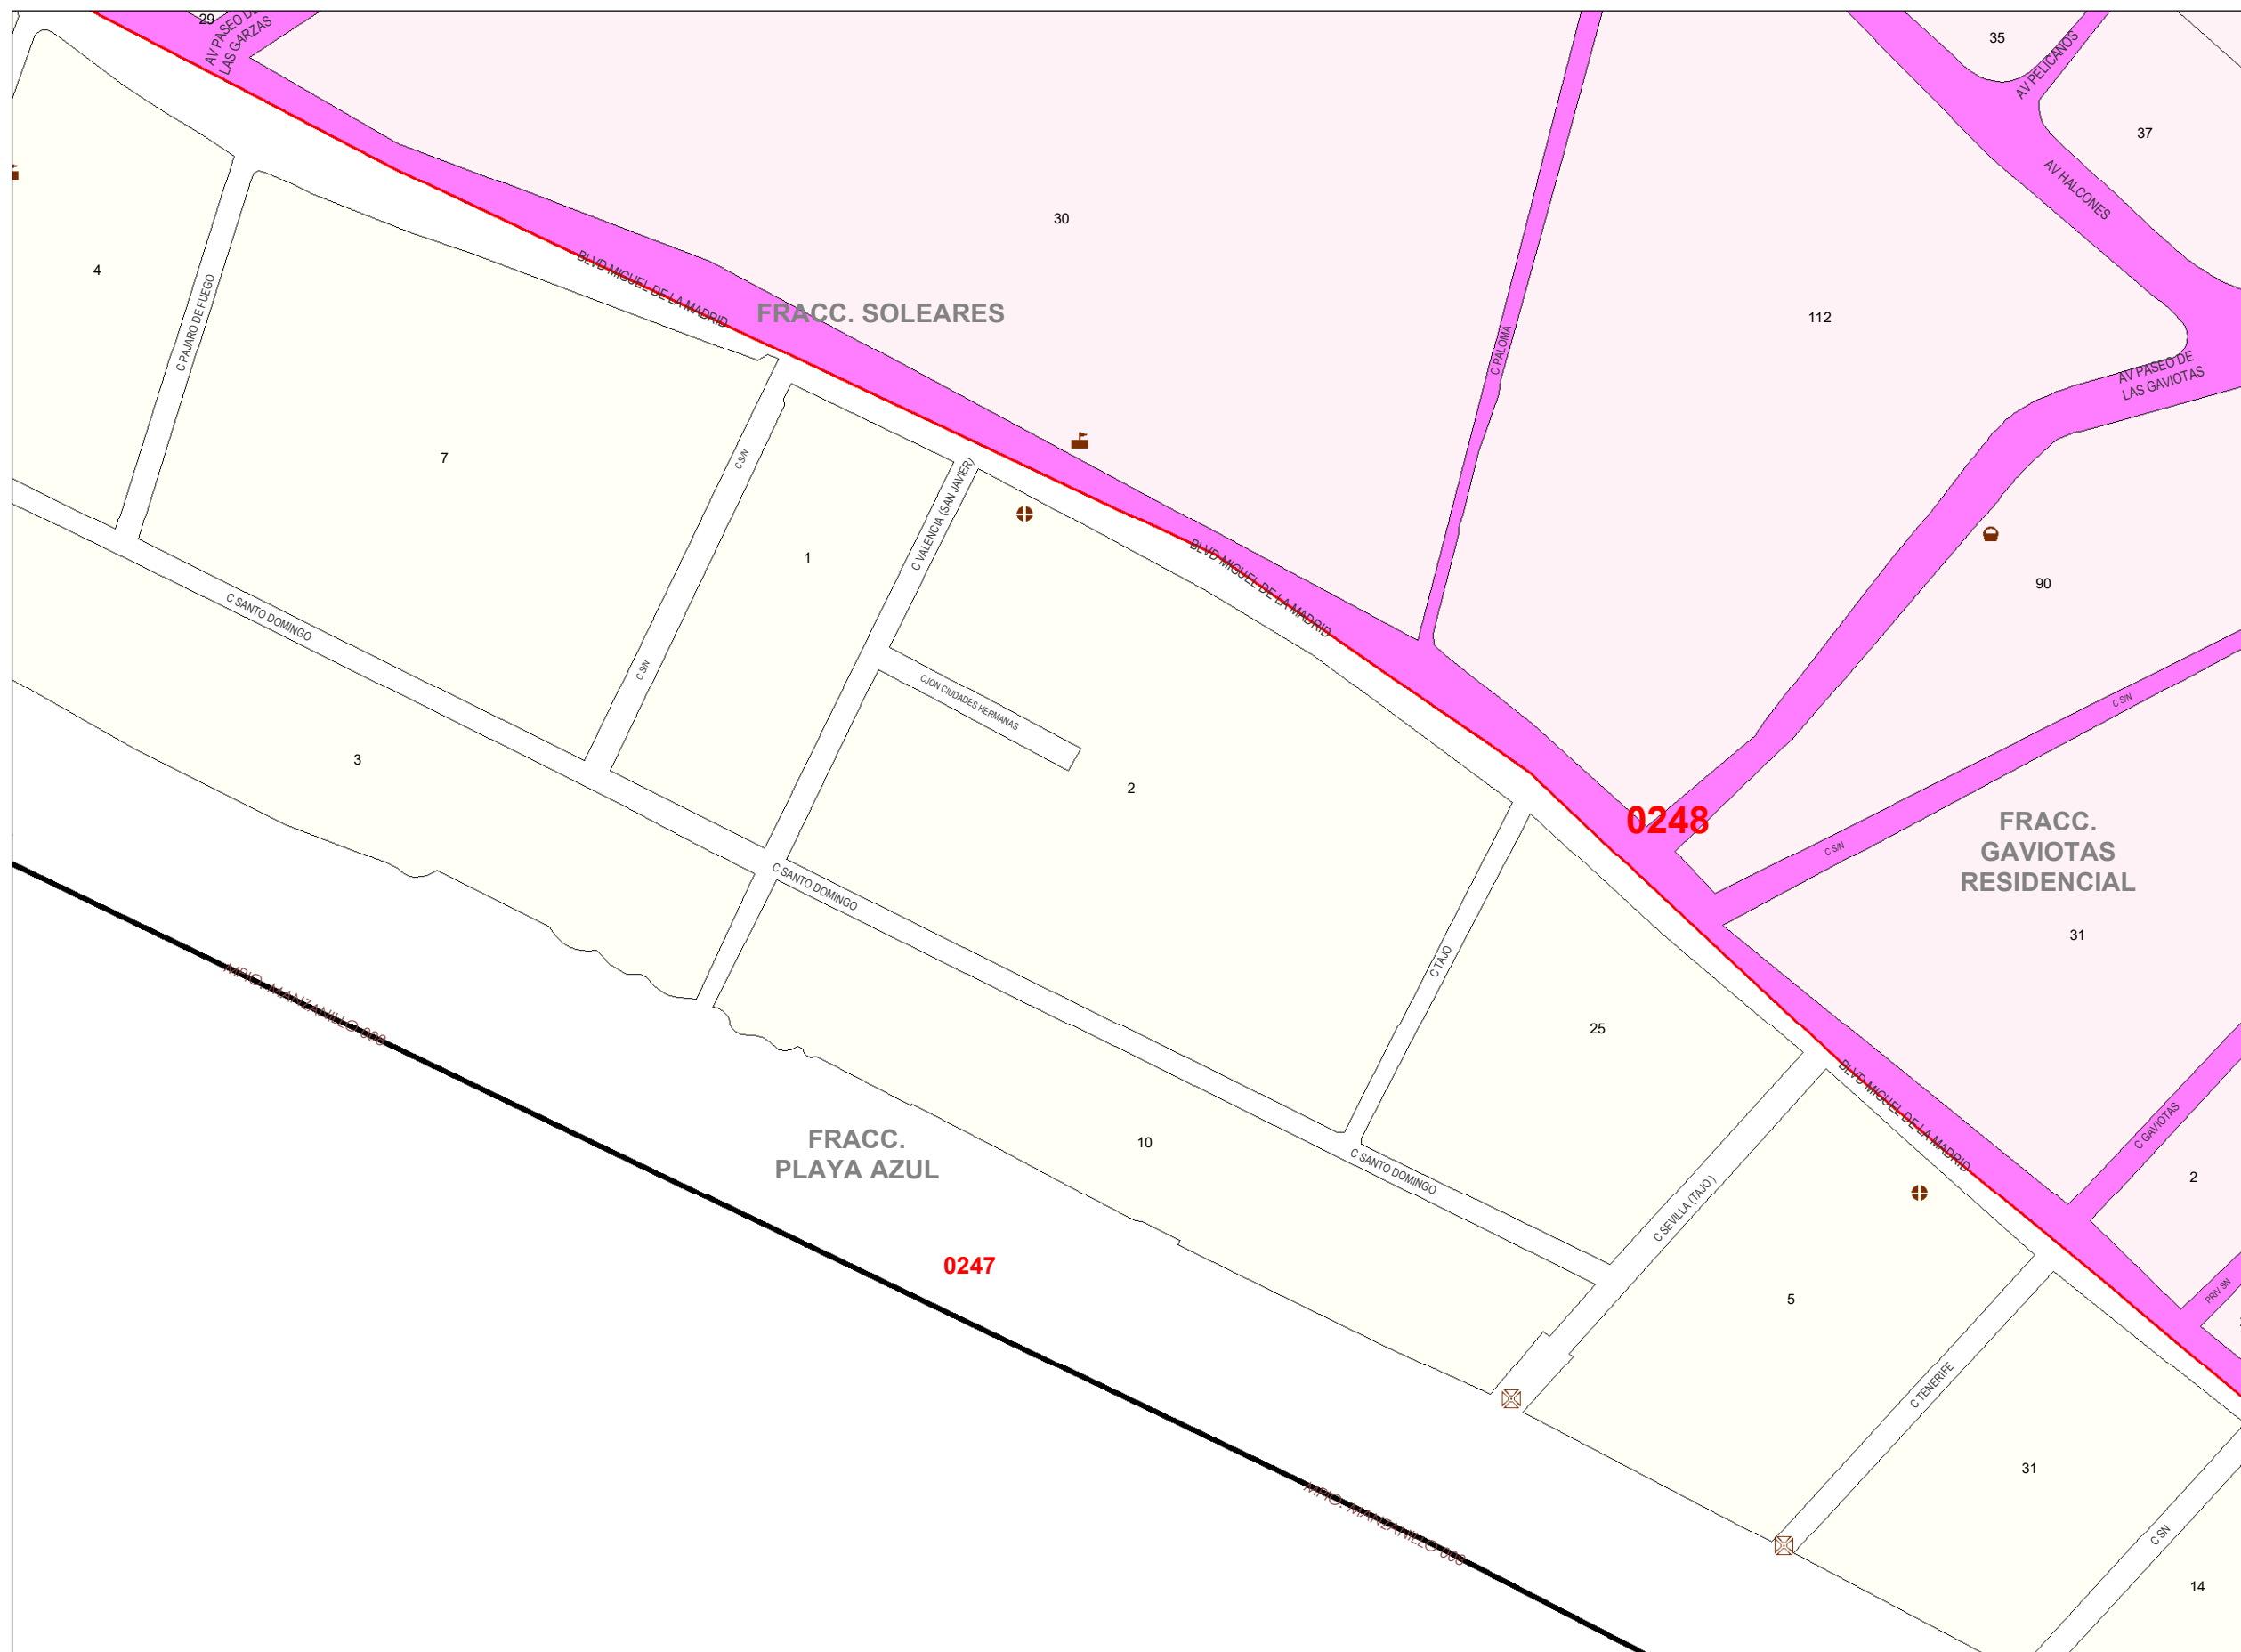 29
AV PASEO DE
LAS GARZAS
35
AV PELICANOS
37
AV HALCONES
30
4
C PAJARO DE FUEGO
BLVD MIGUEL DE LA MADRID
FRACC. SOLEARES
112
C PALOMA
AV PASEO DE
LAS GAVIOTAS
7
C S/N
C VALENCIA (SAN JAVIER)
1
BLVD MIGUEL DE LA MADRID
90
C SANTO DOMINGO
C S/N
CJON CIUDADES HERMANAS
C S/N
3
2
0248
FRACC.
GAVIOTAS
RESIDENCIAL
C S/N
C SANTO DOMINGO
31
C TAJO
MPIO. MANZANILLO
25
BLVD MIGUEL DE LA MADRID
FRACC.
PLAYA AZUL
10
C SANTO DOMINGO
C GAVIOTAS
2
C SEVILLA (TAJO )
0247
5
PRIV SN
C TENERIFE
31
MPIO. MANZANILLO
C SN
14